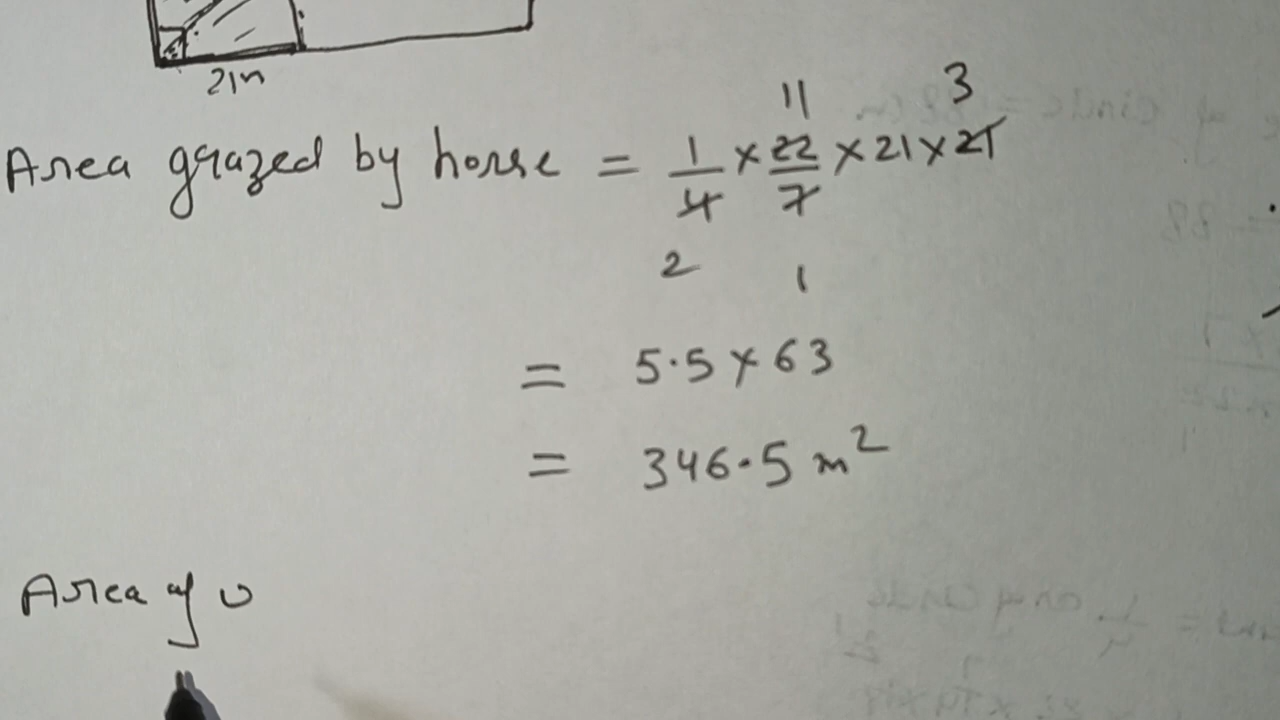 21m
Area grazed by horse = 1/4 × 22/7 × 21 × 21
11 3
2 1
= 5.5 × 63
= 346.5 m²
Area of